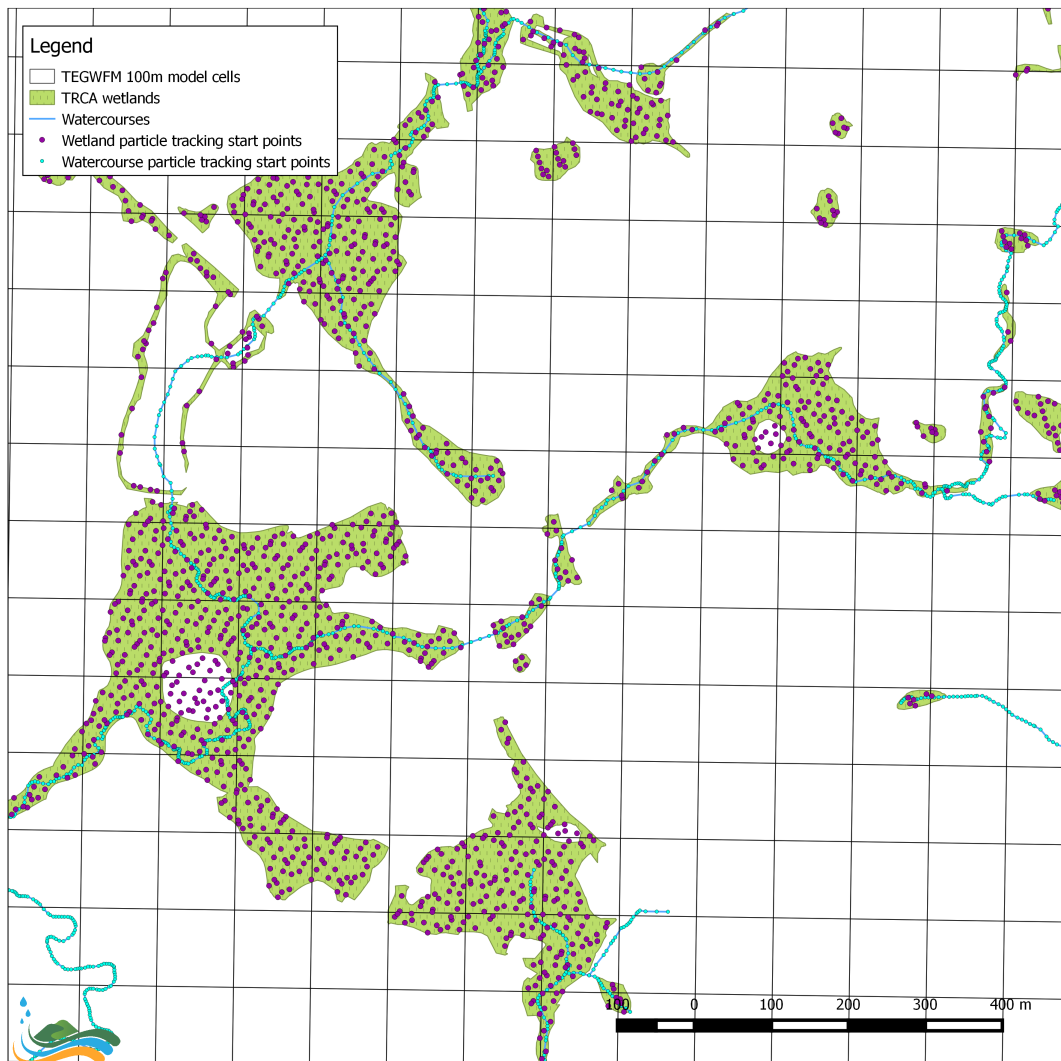 Legend
TEGWFM 100m model cells
TRCA wetlands
Watercourses
Wetland particle tracking start points
Watercourse particle tracking start points
100 0 100 200 300 400 m